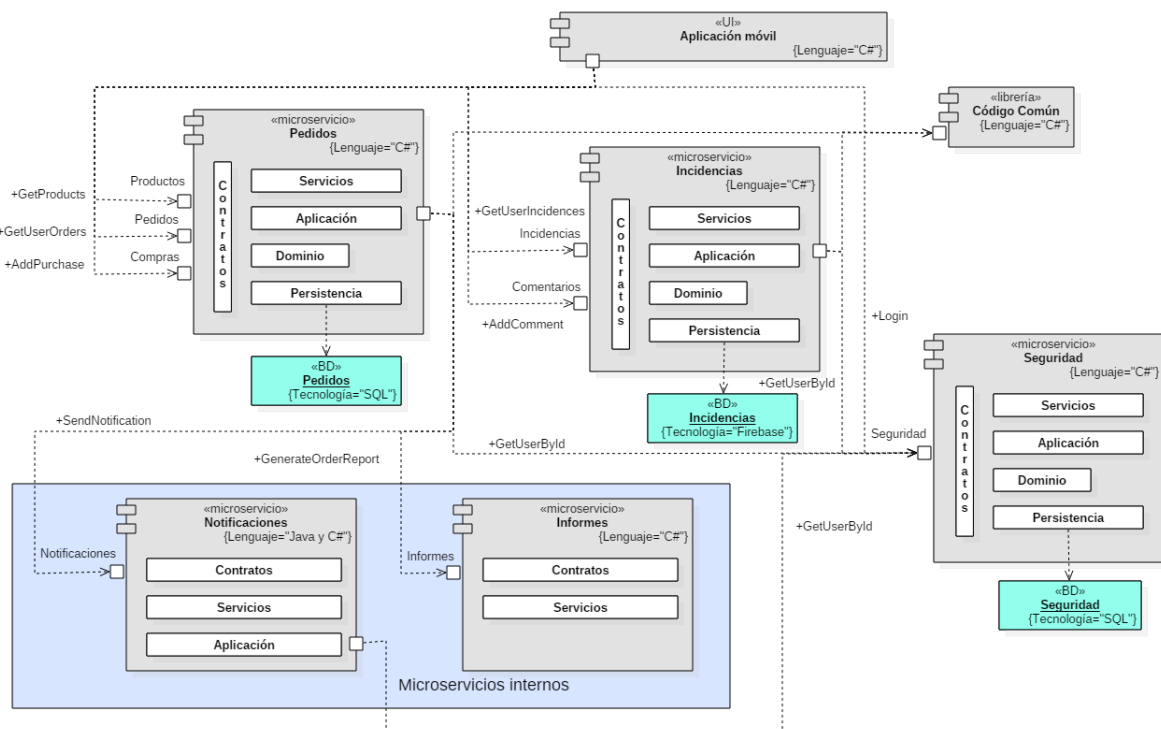 «UI»
Aplicación móvil
{Lenguaje="C#"}
«librería»
Código Común
{Lenguaje="C#"}
«microservicio»
Pedidos
{Lenguaje="C#"}
Contratos
Servicios
Aplicación
Dominio
Persistencia
Productos
+GetProducts
Pedidos
+GetUserOrders
Compras
+AddPurchase
«BD»
Pedidos
{Tecnología="SQL"}
«microservicio»
Incidencias
{Lenguaje="C#"}
Contratos
Servicios
Aplicación
Dominio
Persistencia
+GetUserIncidences
Incidencias
Comentarios
+AddComment
«BD»
Incidencias
{Tecnología="Firebase"}
+Login
+GetUserById
+GetUserById
+GetUserById
Seguridad
«microservicio»
Seguridad
{Lenguaje="C#"}
Contratos
Servicios
Aplicación
Dominio
Persistencia
«BD»
Seguridad
{Tecnología="SQL"}
+SendNotification
+GenerateOrderReport
Notificaciones
«microservicio»
Notificaciones
{Lenguaje="Java y C#"}
Contratos
Servicios
Aplicación
Informes
«microservicio»
Informes
{Lenguaje="C#"}
Contratos
Servicios
Microservicios internos